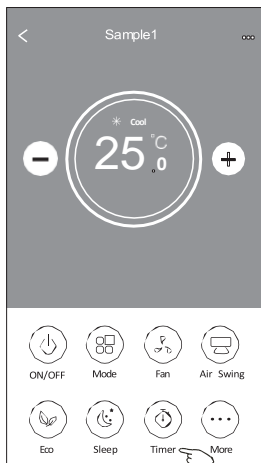 Sample1
Cool
25 °C
.0
ON/OFF Mode Fan Air Swing
Eco Sleep Timer More